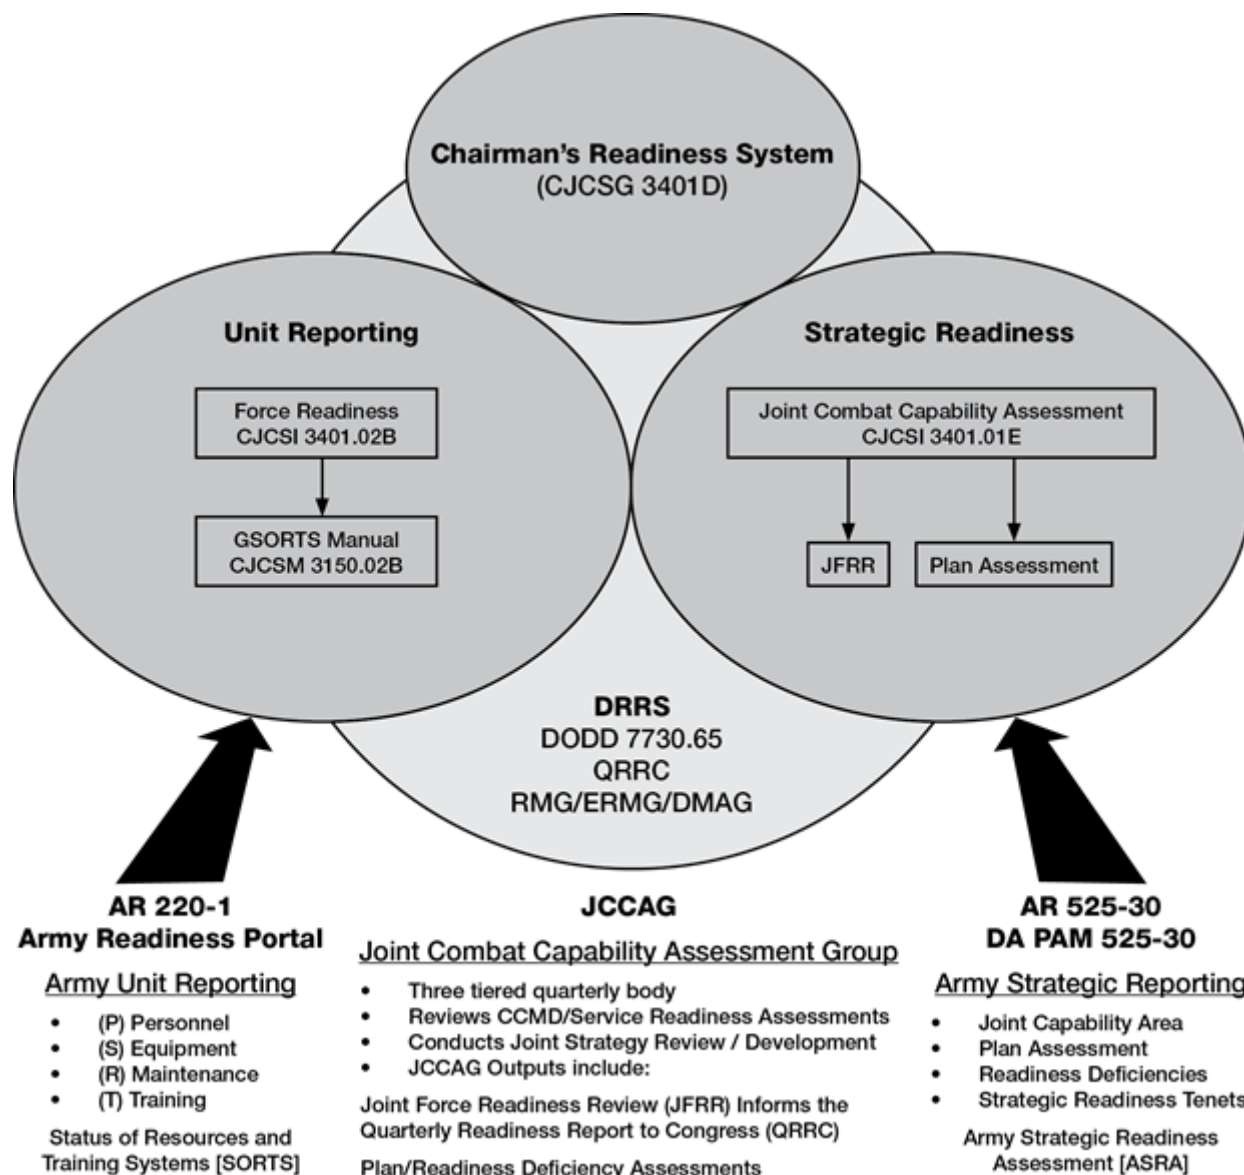 Chairman's Readiness System
(CJCSG 3401D)
Unit Reporting
Force Readiness
CJCSI 3401.02B
GSORTS Manual
CJCSM 3150.02B
Strategic Readiness
Joint Combat Capability Assessment
CJCSI 3401.01E
JFRR
Plan Assessment
DRRS
DODD 7730.65
QRRC
RMG/ERMG/DMAG
AR 220-1
Army Readiness Portal
Army Unit Reporting
• (P) Personnel
• (S) Equipment
• (R) Maintenance
• (T) Training
Status of Resources and
Training Systems [SORTS]
JCCAG
Joint Combat Capability Assessment Group
• Three tiered quarterly body
• Reviews CCMD/Service Readiness Assessments
• Conducts Joint Strategy Review / Development
• JCCAG Outputs include:
Joint Force Readiness Review (JFRR) Informs the
Quarterly Readiness Report to Congress (QRRC)
Plan/Readiness Deficiency Assessments
AR 525-30
DA PAM 525-30
Army Strategic Reporting
• Joint Capability Area
• Plan Assessment
• Readiness Deficiencies
• Strategic Readiness Tenets
Army Strategic Readiness
Assessment [ASRA]